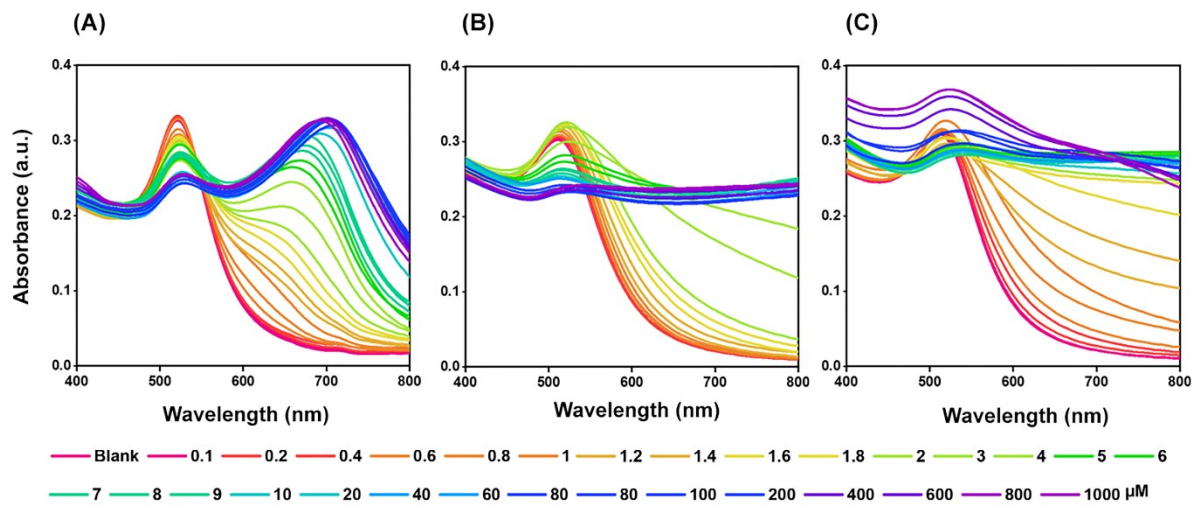 (A) (B) (C)
Absorbance (a.u.)
0.4 0.4 0.4
0.3 0.3 0.3
0.2 0.2 0.2
0.1 0.1 0.1
0.0 0.0 0.0
400 500 600 700 800 400 500 600 700 800 400 500 600 700 800
Wavelength (nm) Wavelength (nm) Wavelength (nm)
Blank 0.1 0.2 0.4 0.6 0.8 1 1.2 1.4 1.6 1.8 2 3 4 5 6
7 8 9 10 20 40 60 80 80 100 200 400 600 800 1000 µM